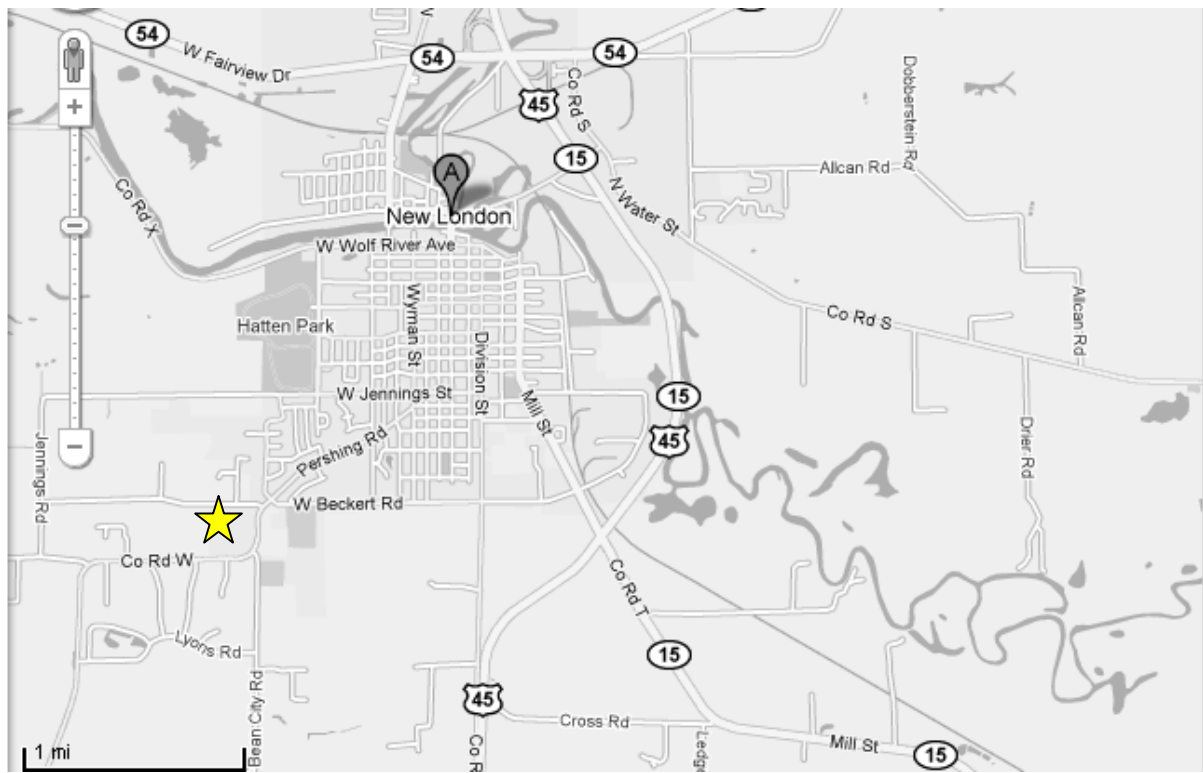 54
W Fairview Dr
54
54
45
Co Rd S
Dobberstein Rd
15
Allcan Rd
A
Co Rd X
N Water St
New London
W Wolf River Ave
Wyman St
Hatten Park
Division St
Co Rd S
Allcan Rd
W Jennings St
15
Mill St
45
Pershing Rd
Jennings Rd
Drier Rd
W Beckert Rd
Co Rd W
Co Rd T
Lyons Rd
15
Bean City Rd
45
Cross Rd
Mill St
15
Co R
Ledge
1 mi